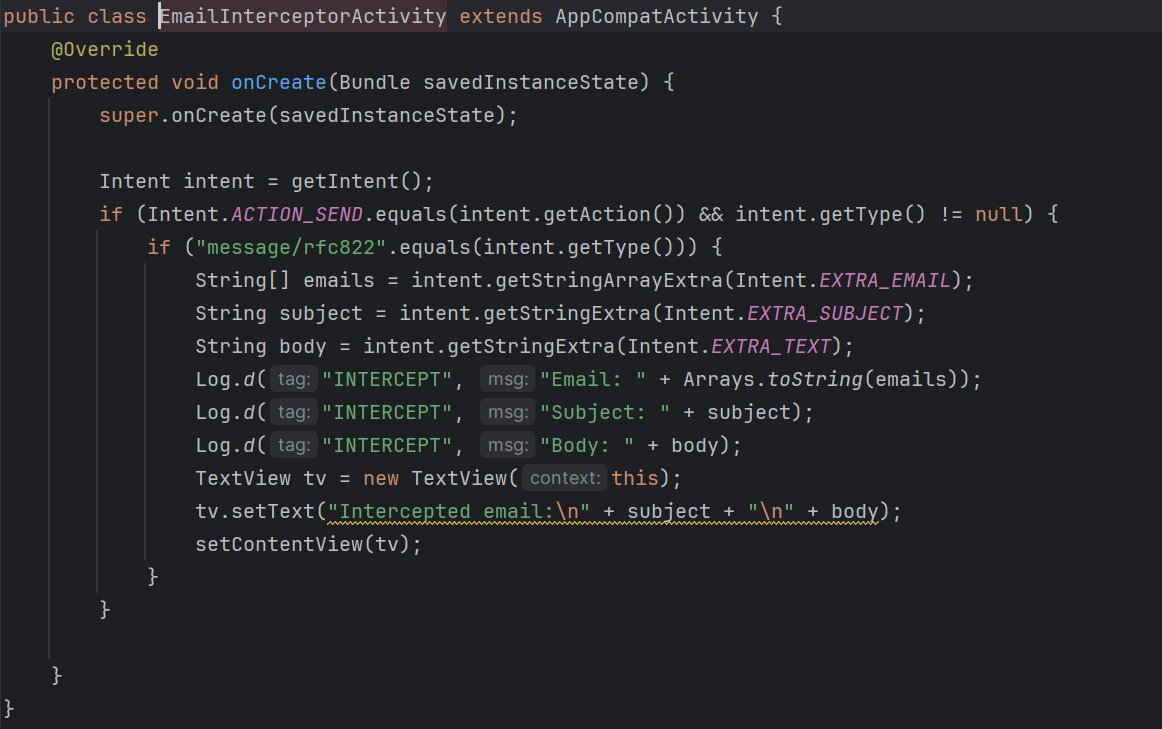 public class EmailInterceptorActivity extends AppCompatActivity {
@Override
protected void onCreate(Bundle savedInstanceState) {
super.onCreate(savedInstanceState);
Intent intent = getIntent();
if (Intent.ACTION_SEND.equals(intent.getAction()) && intent.getType() != null) {
if ("message/rfc822".equals(intent.getType())) {
String[] emails = intent.getStringArrayExtra(Intent.EXTRA_EMAIL);
String subject = intent.getStringExtra(Intent.EXTRA_SUBJECT);
String body = intent.getStringExtra(Intent.EXTRA_TEXT);
Log.d( tag: "INTERCEPT", msg: "Email: " + Arrays.toString(emails));
Log.d( tag: "INTERCEPT", msg: "Subject: " + subject);
Log.d( tag: "INTERCEPT", msg: "Body: " + body);
TextView tv = new TextView( context: this);
tv.setText("Intercepted email:\n" + subject + "\n" + body);
setContentView(tv);
}
}
}
}